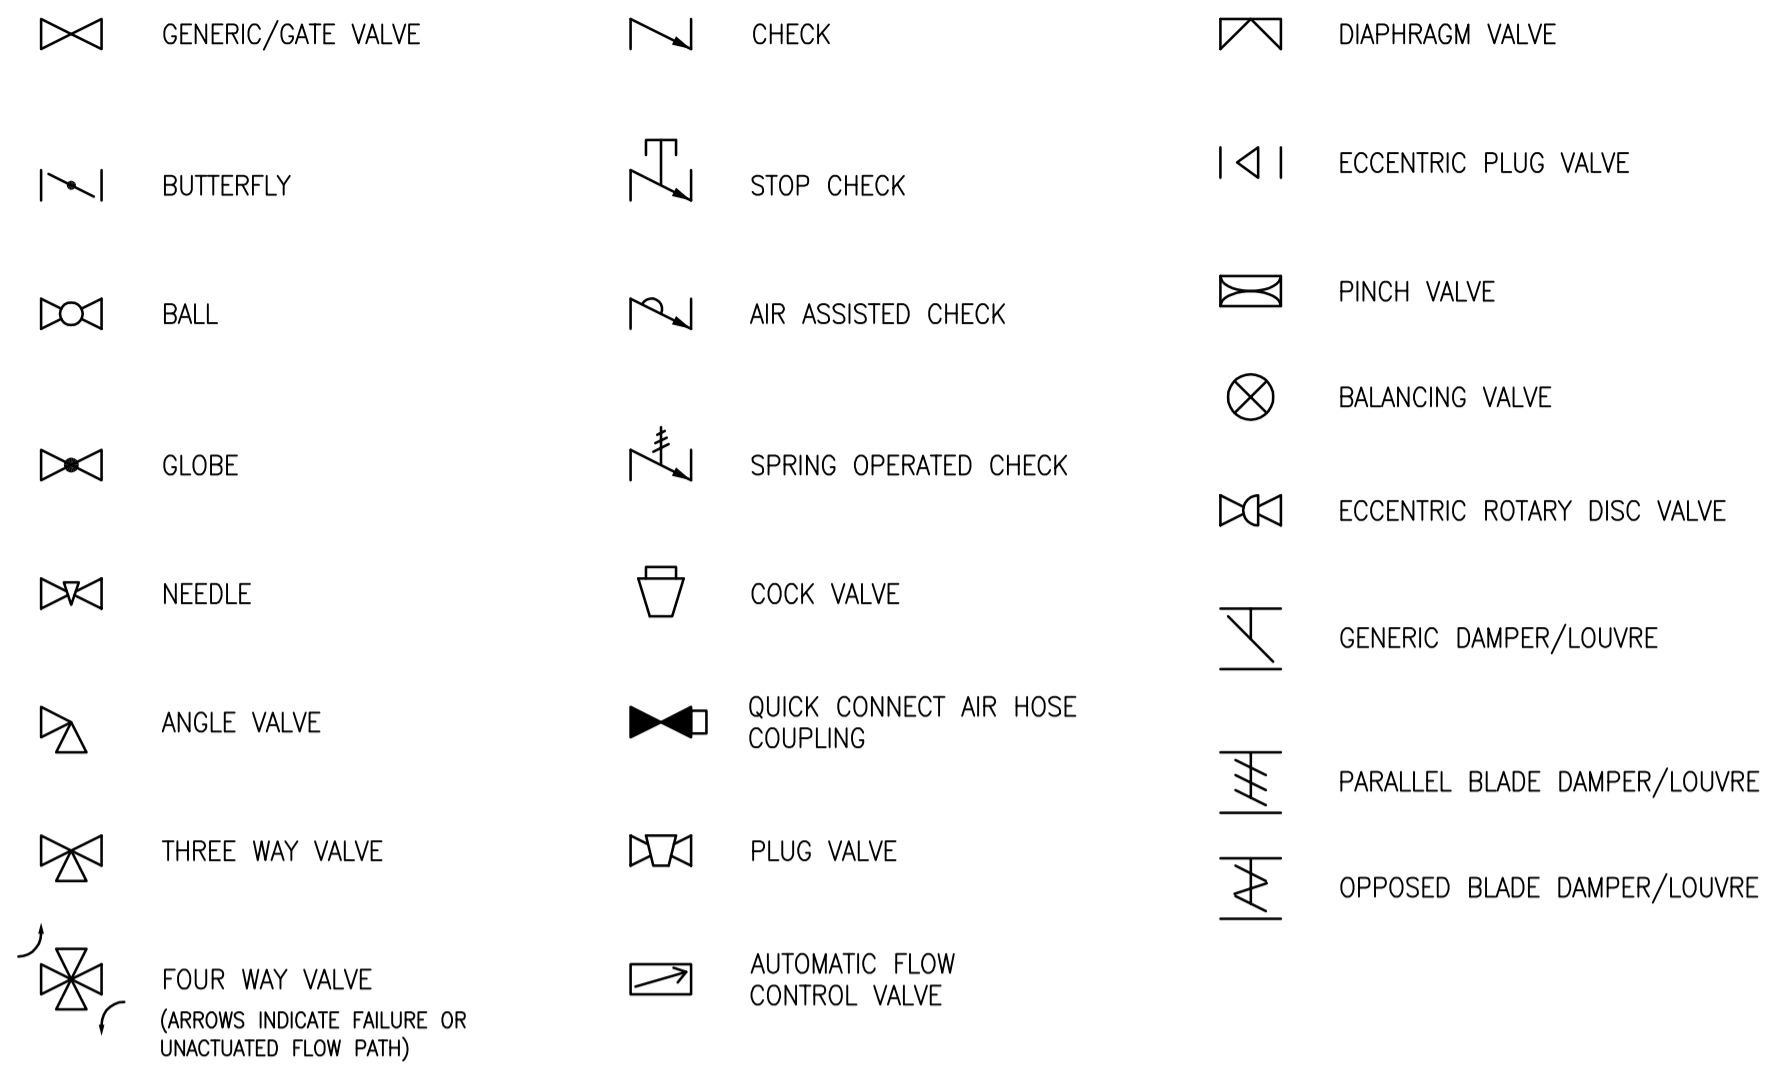 GENERIC/GATE VALVE
BUTTERFLY
BALL
GLOBE
NEEDLE
ANGLE VALVE
THREE WAY VALVE
FOUR WAY VALVE
(ARROWS INDICATE FAILURE OR
UNACTUATED FLOW PATH)
CHECK
STOP CHECK
AIR ASSISTED CHECK
SPRING OPERATED CHECK
COCK VALVE
QUICK CONNECT AIR HOSE
COUPLING
PLUG VALVE
AUTOMATIC FLOW
CONTROL VALVE
DIAPHRAGM VALVE
ECCENTRIC PLUG VALVE
PINCH VALVE
BALANCING VALVE
ECCENTRIC ROTARY DISC VALVE
GENERIC DAMPER/LOUVRE
PARALLEL BLADE DAMPER/LOUVRE
OPPOSED BLADE DAMPER/LOUVRE